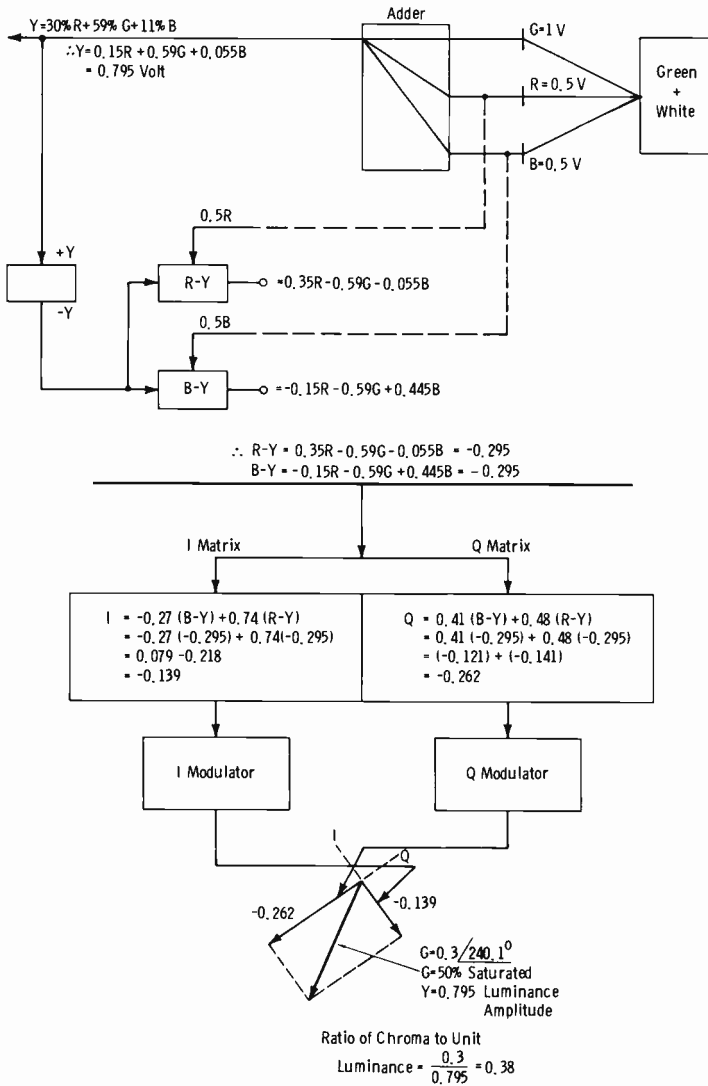 Y=30% R+59% G+11% B
∴Y=0.15R+0.59G+0.055B
= 0.795 Volt
Adder
G=1 V
R=0.5 V
B=0.5 V
Green
+
White
0.5R
+Y
-Y
R-Y
=0.35R-0.59G-0.055B
0.5B
B-Y
=-0.15R-0.59G+0.445B
∴ R-Y = 0.35R-0.59G-0.055B = -0.295
B-Y = -0.15R-0.59G+0.445B = -0.295
I Matrix
Q Matrix
I = -0.27 (B-Y) +0.74 (R-Y)
= -0.27 (-0.295) + 0.74(-0.295)
= 0.079 -0.218
= -0.139
Q = 0.41 (B-Y) +0.48 (R-Y)
= 0.41 (-0.295) + 0.48 (-0.295)
= (-0.121) + (-0.141)
= -0.262
I Modulator
Q Modulator
I
Q
-0.262
-0.139
G=0.3/240.1°
G=50% Saturated
Y=0.795 Luminance
Amplitude
Ratio of Chroma to Unit
Luminance = 0.3/0.795 = 0.38